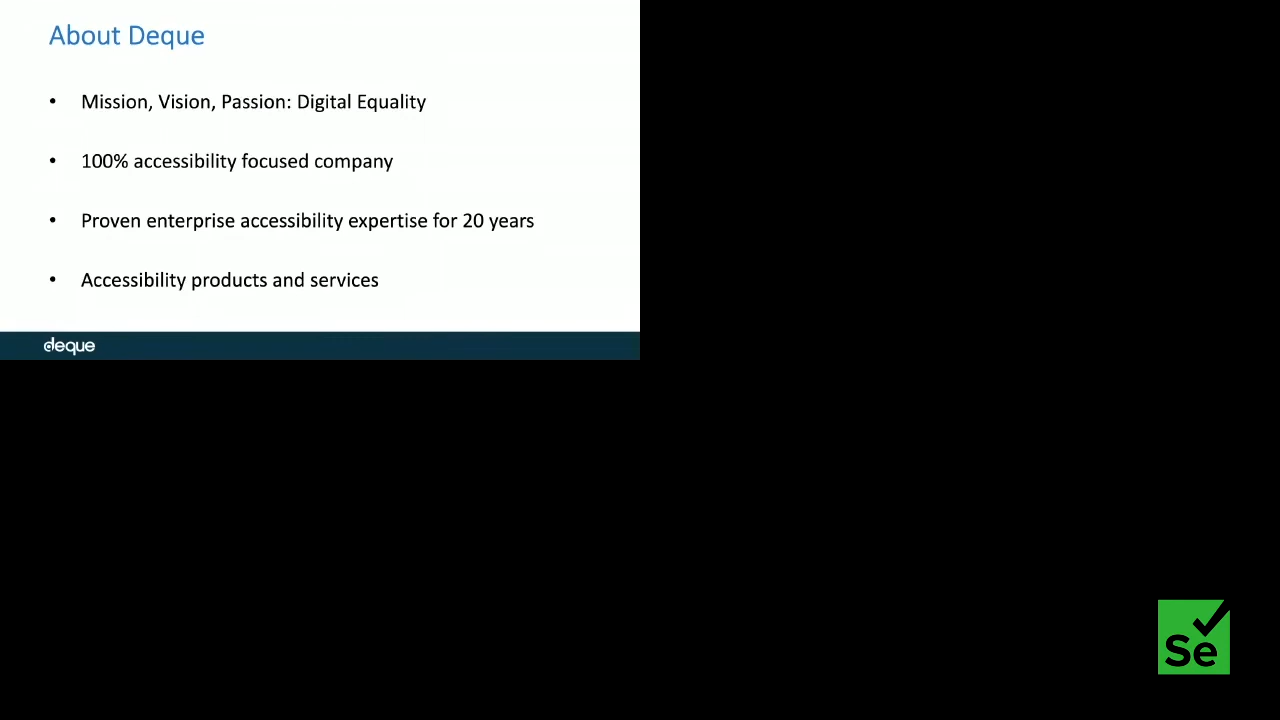 About Deque
• Mission, Vision, Passion: Digital Equality
• 100% accessibility focused company
• Proven enterprise accessibility expertise for 20 years
• Accessibility products and services
deque
Se